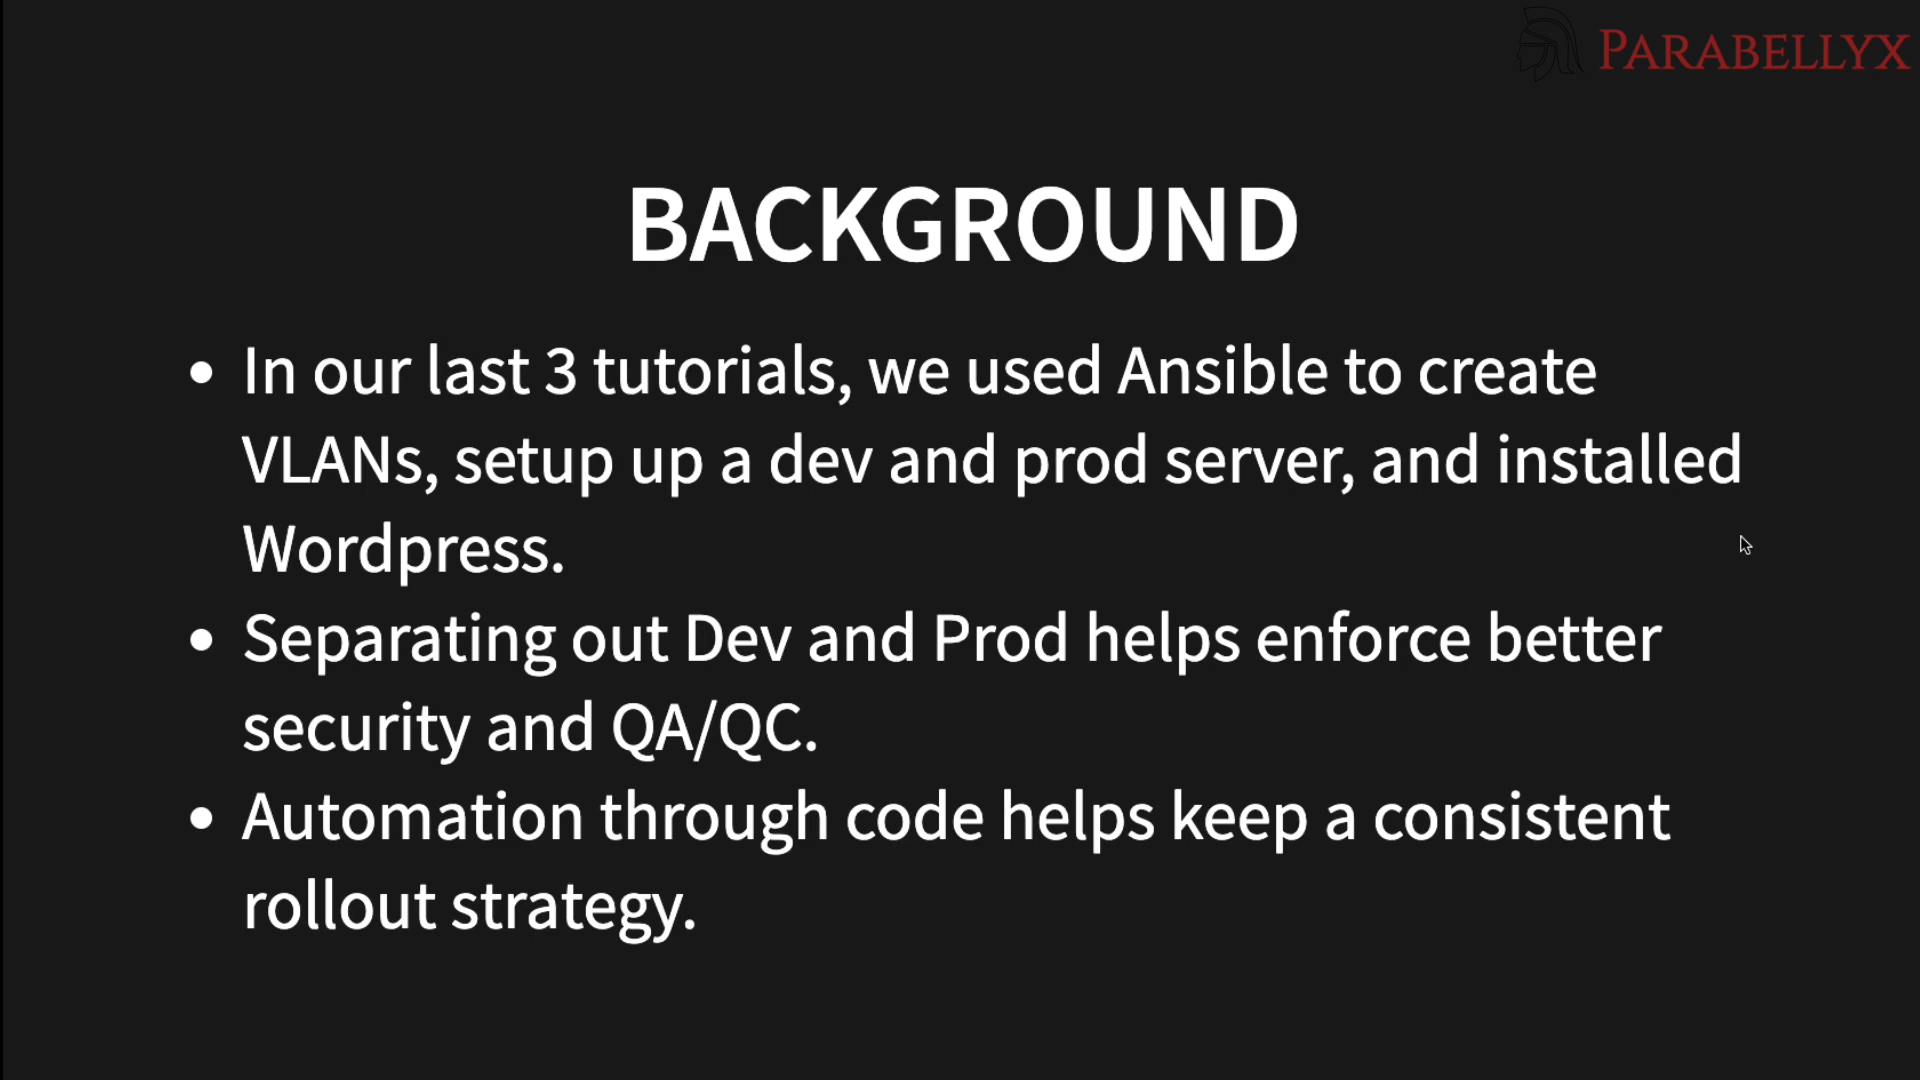 PARABELLYX
BACKGROUND
• In our last 3 tutorials, we used Ansible to create
VLANs, setup up a dev and prod server, and installed
Wordpress.
• Separating out Dev and Prod helps enforce better
security and QA/QC.
• Automation through code helps keep a consistent
rollout strategy.